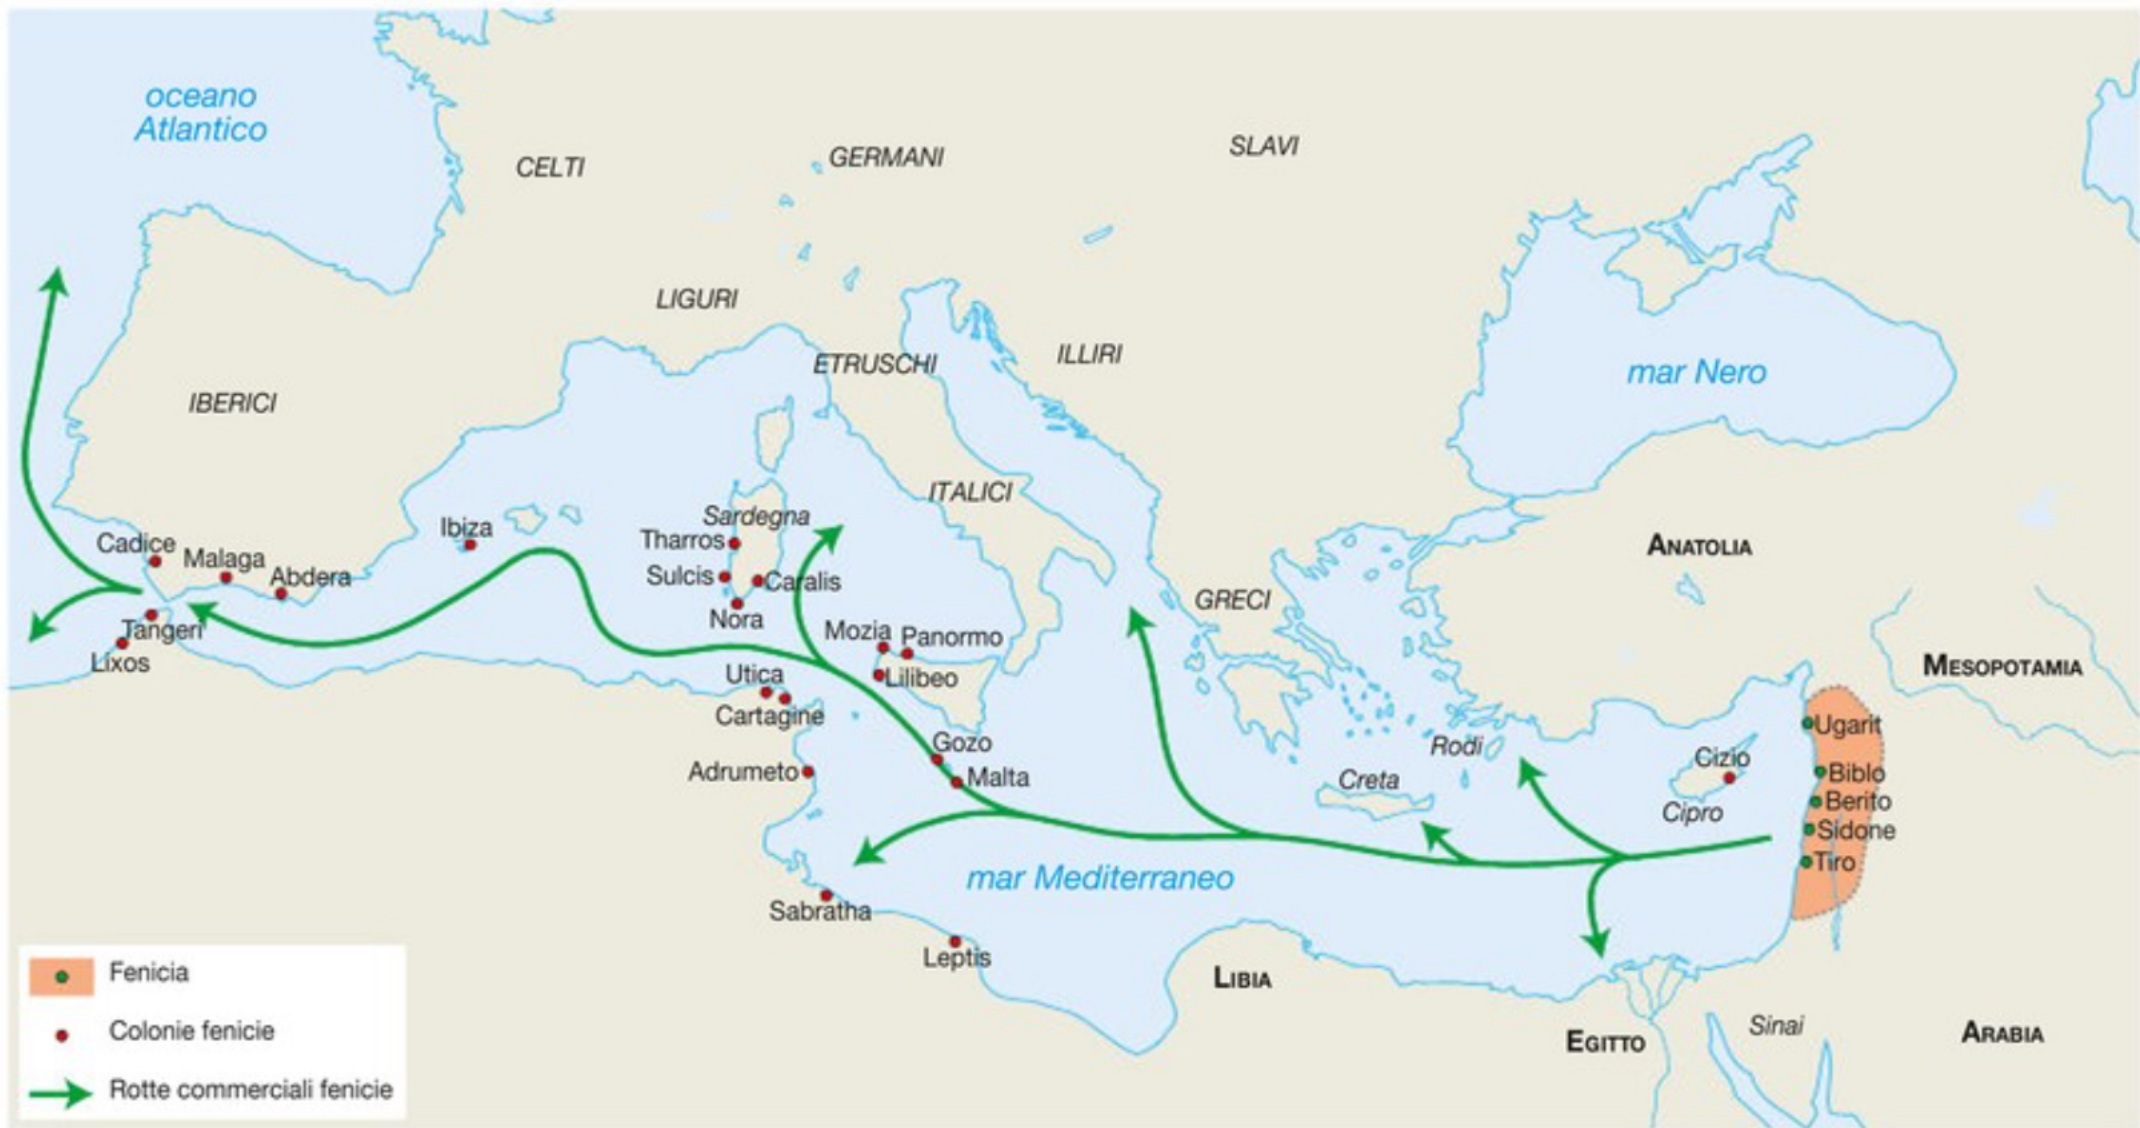 oceano
Atlantico
CELTI
GERMANI
SLAVI
LIGURI
ETRUSCHI
ILLIRI
mar Nero
IBERICI
ITALICI
Sardegna
Ibiza
Tharros
Cadice
Malaga
Abdera
Sulcis
Caralis
Nora
ANATOLIA
GRECI
Tangeri
Lixos
Mozia
Panormo
Lilibeo
Utica
Cartagine
MESOPOTAMIA
Ugarit
Gozo
Malta
Adrumeto
Rodi
Creta
Cizio
Cipro
Biblo
Berito
Sidone
Tiro
mar Mediterraneo
Sabratha
Leptis
LIBIA
EGITTO
Sinai
ARABIA
Fenicia
Colonie fenicie
Rotte commerciali fenicie